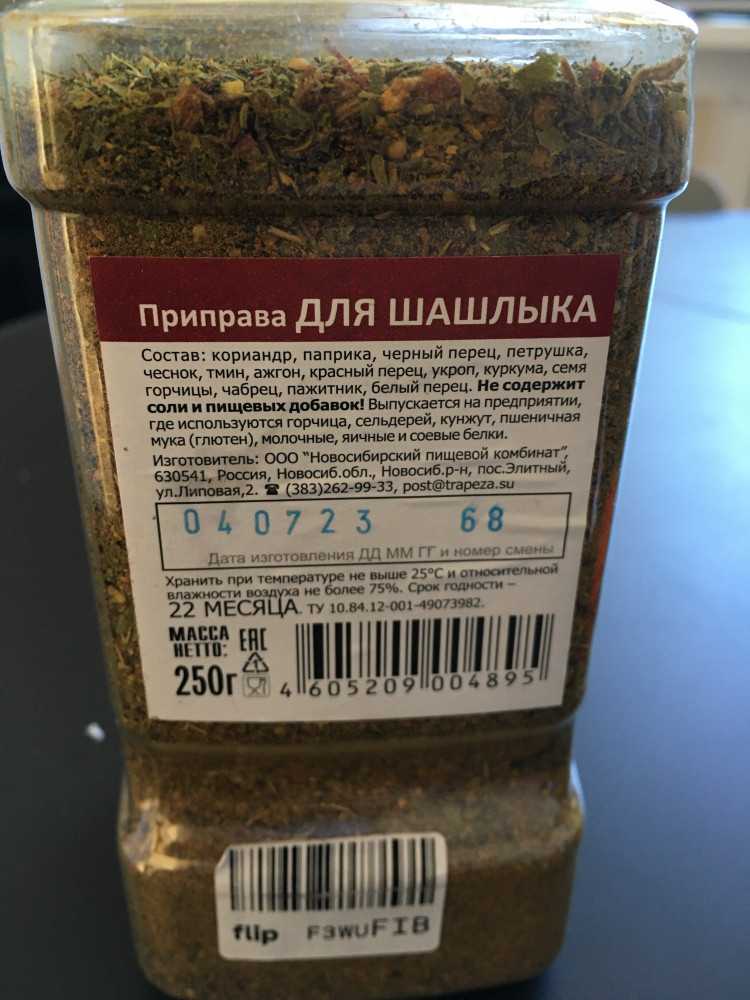 Приправа ДЛЯ ШАШЛЫКА
Состав: кориандр, паприка, черный перец, петрушка,
чеснок, тмин, ажгон, красный перец, укроп, куркума, семя
горчицы, чабрец, пажитник, белый перец. Не содержит
соли и пищевых добавок! Выпускается на предприятии,
где используются горчица, сельдерей, кунжут, пшеничная
мука (глютен), молочные, яичные и соевые белки.
Изготовитель: ООО "Новосибирский пищевой комбинат",
630541, Россия, Новосиб.обл., Новосиб.р-н, пос.Элитный,
ул.Липовая,2. ☎ (383)262-99-33, post@trapeza.su
040723 68
Дата изготовления ДД ММ ГГ и номер смены
Хранить при температуре не выше 25°С и относительной
влажности воздуха не более 75%. Срок годности –
22 МЕСЯЦА. ТУ 10.84.12-001-49073982.
МАССА
НЕТТО:
250г
ЕАС
4 605209 004895
flip F3WUFIB